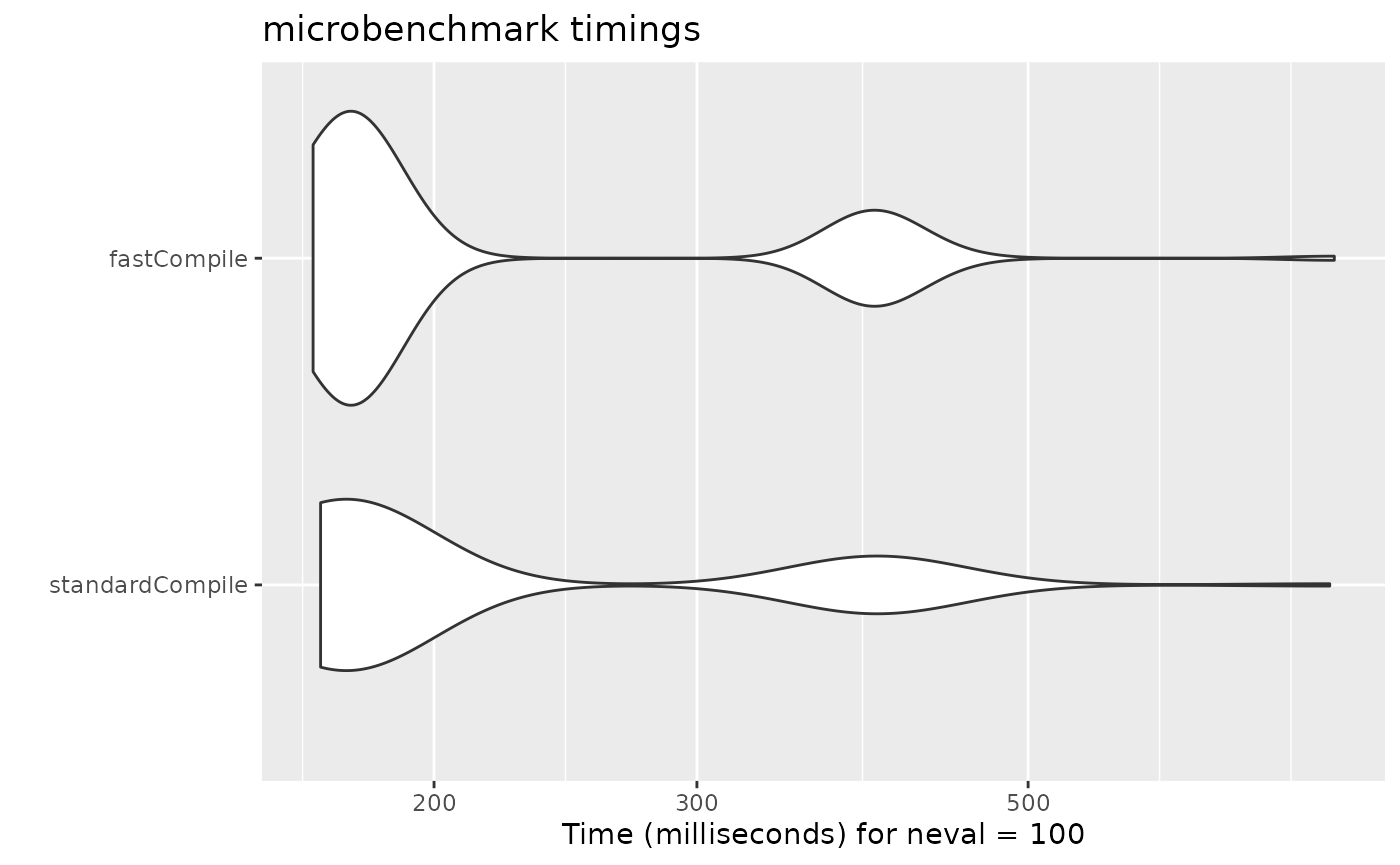 microbenchmark timings
fastCompile
standardCompile
200 300 500
Time (milliseconds) for neval = 100